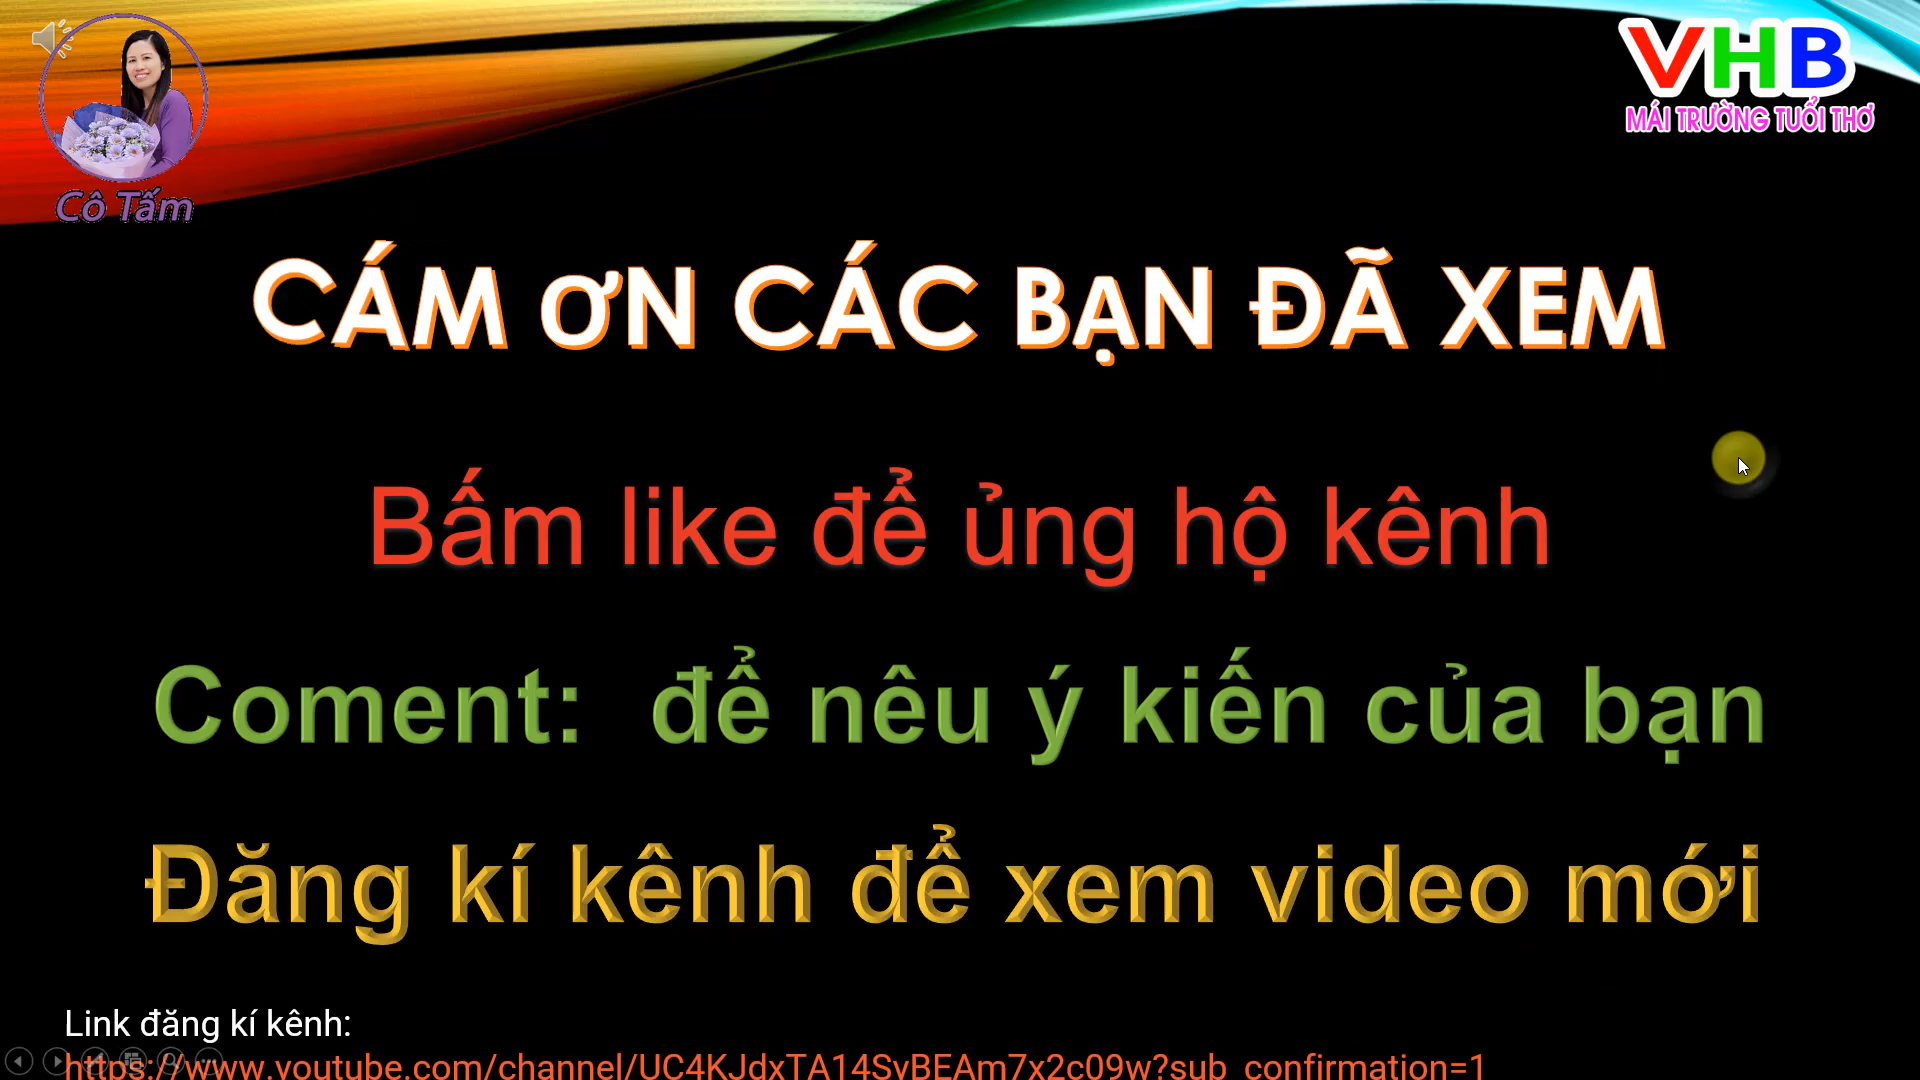 VHB
MÁI TRƯỜNG TUỔI THƠ
Cô Tấm
CÁM ƠN CÁC BẠN ĐÃ XEM
Bấm like để ủng hộ kênh
Coment: để nêu ý kiến của bạn
Đăng kí kênh để xem video mới
Link đăng kí kênh:
https://www.youtube.com/channel/UC4KJdxTA14SvBEAm7x2c09w?sub_confirmation=1